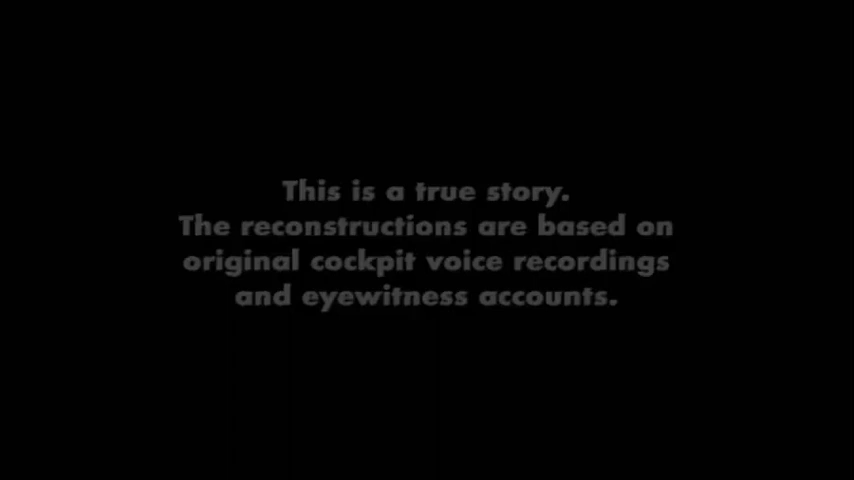 This is a true story.
The reconstructions are based on
original cockpit voice recordings
and eyewitness accounts.